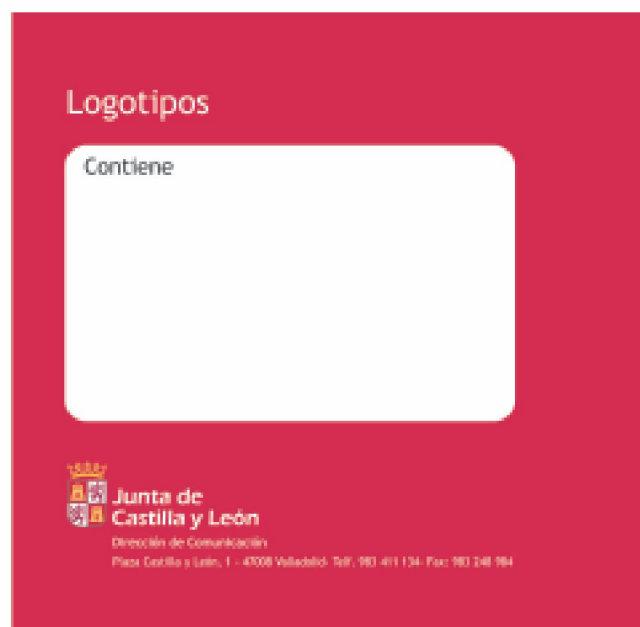 Logotipos
Contiene
Junta de
Castilla y León
Dirección de Comunicación
Plaza Castilla y León, 1 - 47008 Valladolid- Telf. 983 411 134- Fax: 983 248 984